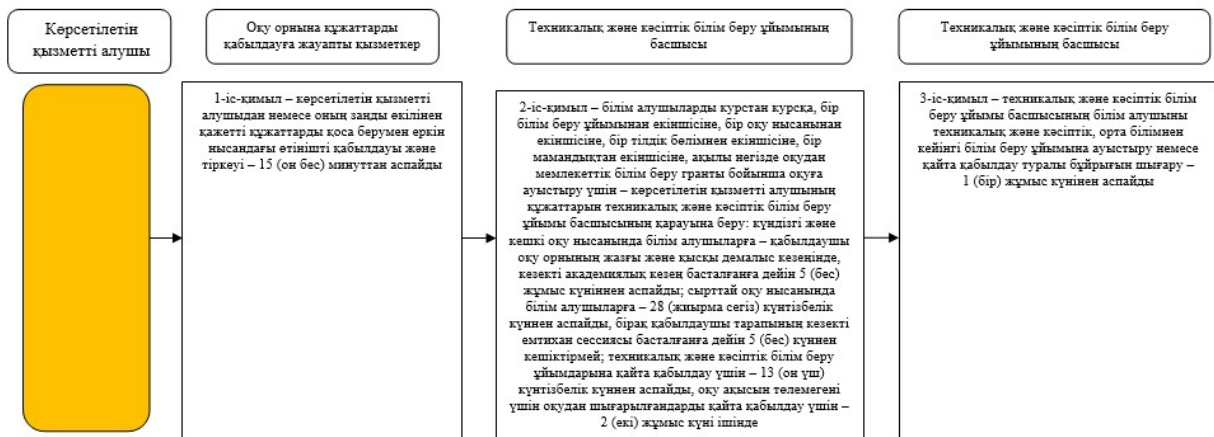 Көрсетілетін
қызметті алушы
Оқу орнына құжаттарды
қабылдауға жауапты қызметкер
Техникалық және кәсіптік білім беру ұйымының
басшысы
Техникалық және кәсіптік білім беру
ұйымының басшысы
1-іс-қимыл – көрсетілетін қызметті
алушыдан немесе оның заңды өкілінен
қажетті құжаттарды қоса берумен еркін
нысандағы өтінішті қабылдауы және
тіркеуі – 15 (он бес) минуттан аспайды
2-іс-қимыл – білім алушыларды курстан курсқа, бір
білім беру ұйымынан екіншісіне, бір оқу нысанынан
екіншісіне, бір тілдік бөлімнен екіншісіне, бір
мамандықтан екіншісіне, ақылы негізде оқудан
мемлекеттік білім беру гранты бойынша оқуға
ауыстыру үшін – көрсетілетін қызметті алушының
құжаттарын техникалық және кәсіптік білім беру
ұйымы басшысының қарауына беру: күндізгі және
кешкі оқу нысанында білім алушыларға – қабылдаушы
оқу орнының жазғы және қысқы демалыс кезеңінде,
кезекті академиялық кезең басталғанға дейін 5 (бес)
жұмыс күніннен аспайды; сырттай оқу нысанында
білім алушыларға – 28 (жиырма сегіз) күнтізбелік
күннен аспайды, бірақ қабылдаушы тарапының кезекті
емтихан сессиясы басталғанға дейін 5 (бес) күннен
кешіктірмей; техникалық және кәсіптік білім беру
ұйымдарына қайта қабылдау үшін – 13 (он үш)
күнтізбелік күннен аспайды, оқу ақысын төлемегені
үшін оқудан шығарылғандарды қайта қабылдау үшін –
2 (екі) жұмыс күні ішінде
3-іс-қимыл – техникалық және кәсіптік білім
беру ұйымы басшысының білім алушыны
техникалық және кәсіптік, орта білімнен
кейінгі білім беру ұйымына ауыстыру немесе
қайта қабылдау туралы бұйрығын шығару –
1 (бір) жұмыс күнінен аспайды